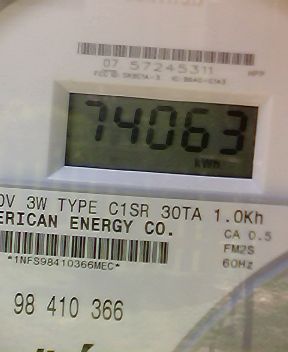 07 57245311
74063
kWh
0V 3W TYPE C1SR 30TA 1.0Kh
ERICAN ENERGY CO.
CA 0.5
FM2S
60Hz
*1NFS98410366MEC*
98 410 366